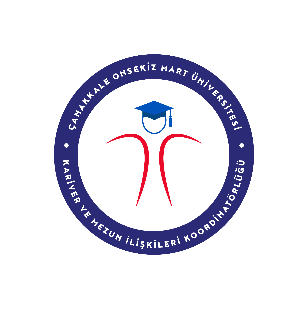 ÇANAKKALE ONSEKİZ MART ÜNİVERSİTESİ
KARİYER VE MEZUN İLİŞKİLERİ KOORDİNATÖRLÜĞÜ